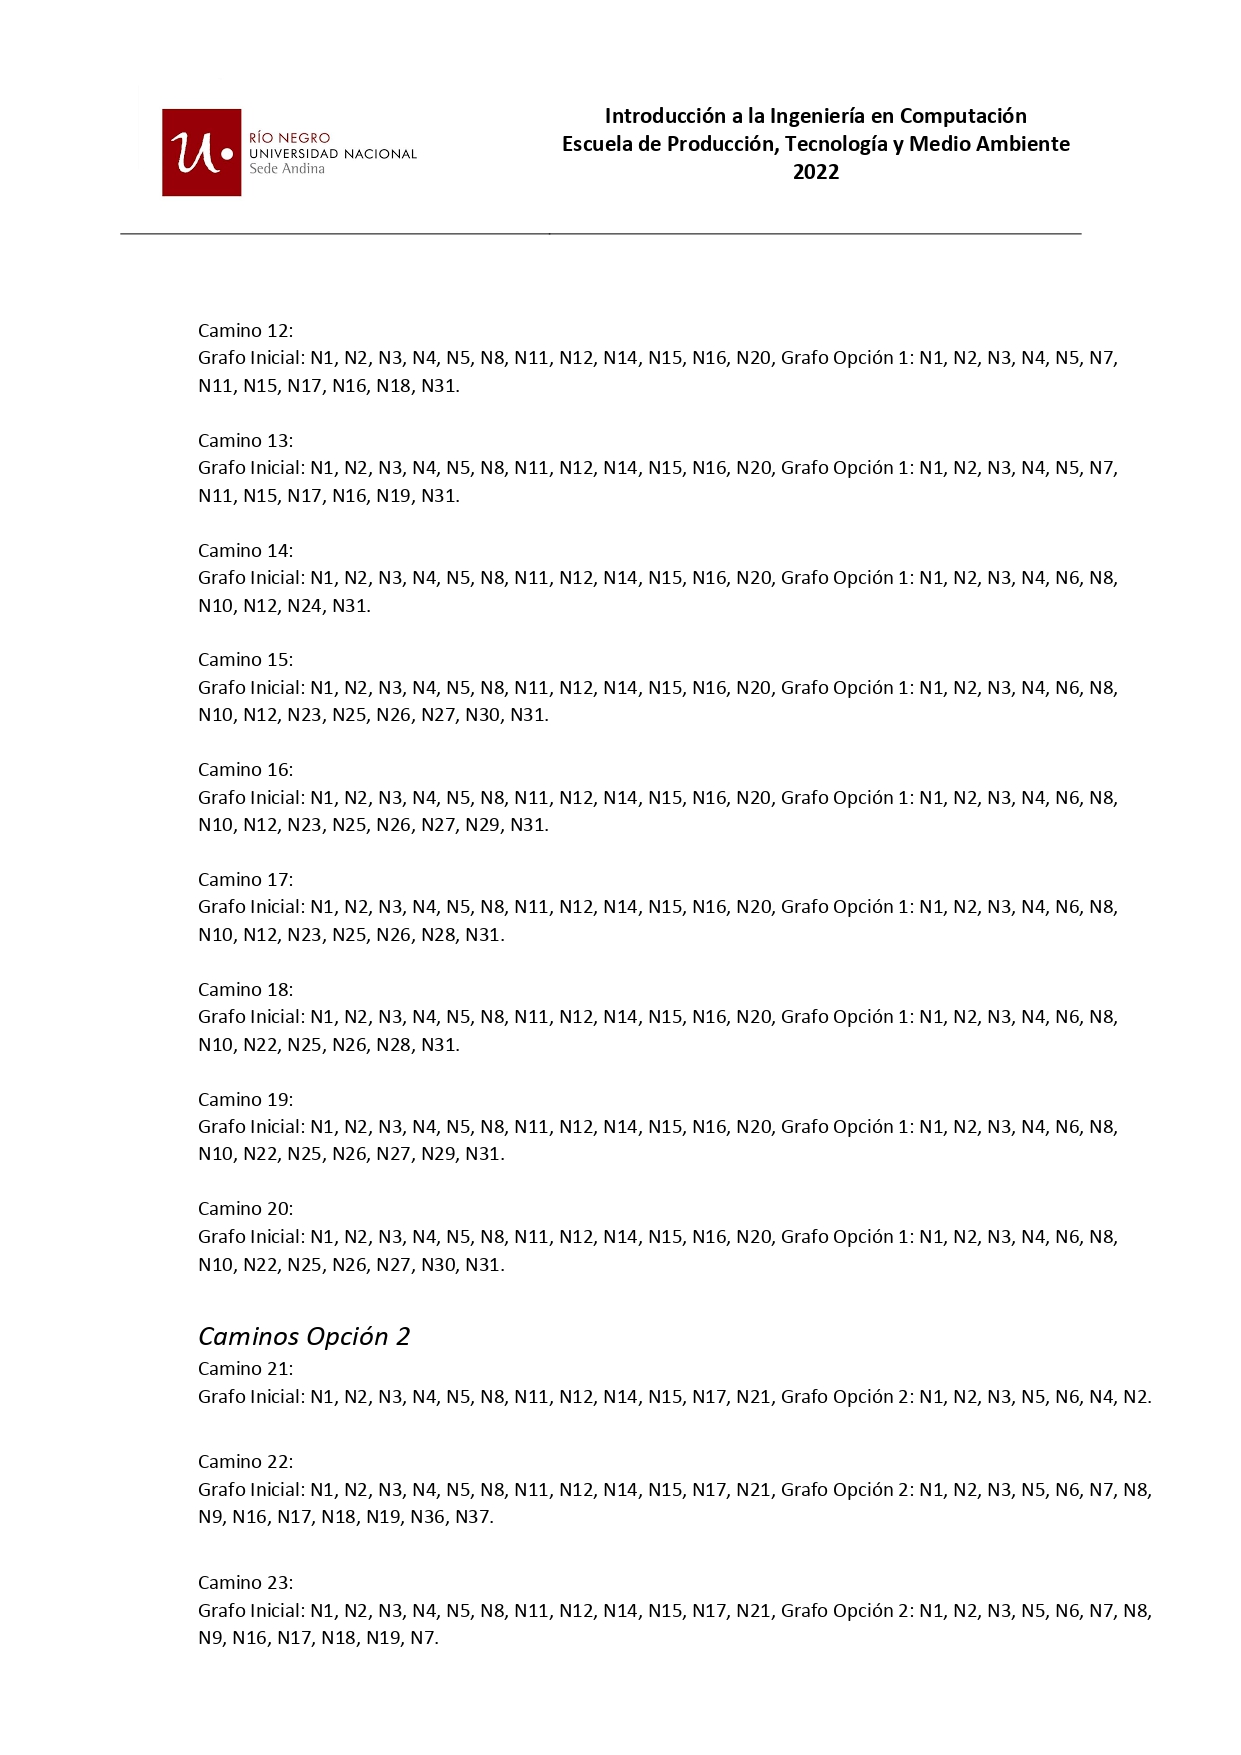 RÍO NEGRO
UNIVERSIDAD NACIONAL
Sede Andina
Introducción a la Ingeniería en Computación
Escuela de Producción, Tecnología y Medio Ambiente
2022
Camino 12:
Grafo Inicial: N1, N2, N3, N4, N5, N8, N11, N12, N14, N15, N16, N20, Grafo Opción 1: N1, N2, N3, N4, N5, N7,
N11, N15, N17, N16, N18, N31.
Camino 13:
Grafo Inicial: N1, N2, N3, N4, N5, N8, N11, N12, N14, N15, N16, N20, Grafo Opción 1: N1, N2, N3, N4, N5, N7,
N11, N15, N17, N16, N19, N31.
Camino 14:
Grafo Inicial: N1, N2, N3, N4, N5, N8, N11, N12, N14, N15, N16, N20, Grafo Opción 1: N1, N2, N3, N4, N6, N8,
N10, N12, N24, N31.
Camino 15:
Grafo Inicial: N1, N2, N3, N4, N5, N8, N11, N12, N14, N15, N16, N20, Grafo Opción 1: N1, N2, N3, N4, N6, N8,
N10, N12, N23, N25, N26, N27, N30, N31.
Camino 16:
Grafo Inicial: N1, N2, N3, N4, N5, N8, N11, N12, N14, N15, N16, N20, Grafo Opción 1: N1, N2, N3, N4, N6, N8,
N10, N12, N23, N25, N26, N27, N29, N31.
Camino 17:
Grafo Inicial: N1, N2, N3, N4, N5, N8, N11, N12, N14, N15, N16, N20, Grafo Opción 1: N1, N2, N3, N4, N6, N8,
N10, N12, N23, N25, N26, N28, N31.
Camino 18:
Grafo Inicial: N1, N2, N3, N4, N5, N8, N11, N12, N14, N15, N16, N20, Grafo Opción 1: N1, N2, N3, N4, N6, N8,
N10, N22, N25, N26, N28, N31.
Camino 19:
Grafo Inicial: N1, N2, N3, N4, N5, N8, N11, N12, N14, N15, N16, N20, Grafo Opción 1: N1, N2, N3, N4, N6, N8,
N10, N22, N25, N26, N27, N29, N31.
Camino 20:
Grafo Inicial: N1, N2, N3, N4, N5, N8, N11, N12, N14, N15, N16, N20, Grafo Opción 1: N1, N2, N3, N4, N6, N8,
N10, N22, N25, N26, N27, N30, N31.
Caminos Opción 2
Camino 21:
Grafo Inicial: N1, N2, N3, N4, N5, N8, N11, N12, N14, N15, N17, N21, Grafo Opción 2: N1, N2, N3, N5, N6, N4, N2.
Camino 22:
Grafo Inicial: N1, N2, N3, N4, N5, N8, N11, N12, N14, N15, N17, N21, Grafo Opción 2: N1, N2, N3, N5, N6, N7, N8,
N9, N16, N17, N18, N19, N36, N37.
Camino 23:
Grafo Inicial: N1, N2, N3, N4, N5, N8, N11, N12, N14, N15, N17, N21, Grafo Opción 2: N1, N2, N3, N5, N6, N7, N8,
N9, N16, N17, N18, N19, N7.